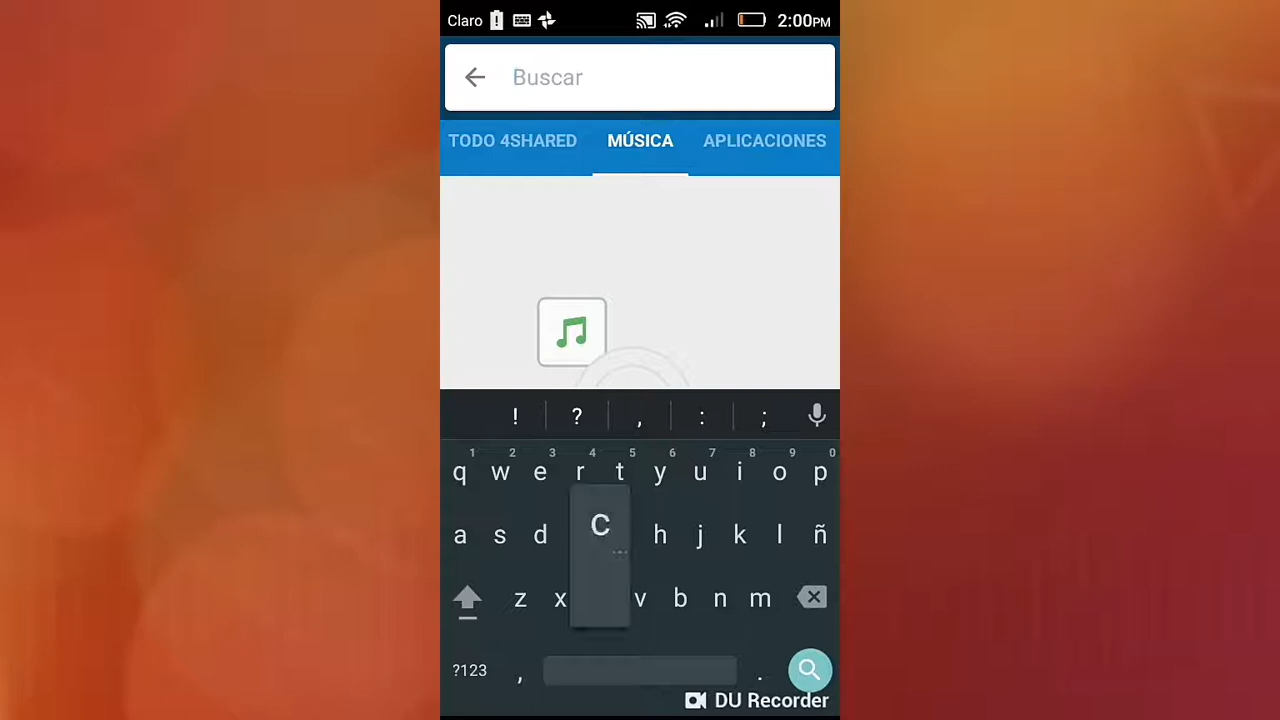 Claro 2:00PM
Buscar
TODO 4SHARED MÚSICA APLICACIONES
! ? , : ;
1 2 3 4 5 6 7 8 9 0
q w e r t y u i o p
a s d c h j k l ñ
z x v b n m
?123 , .
DU Recorder